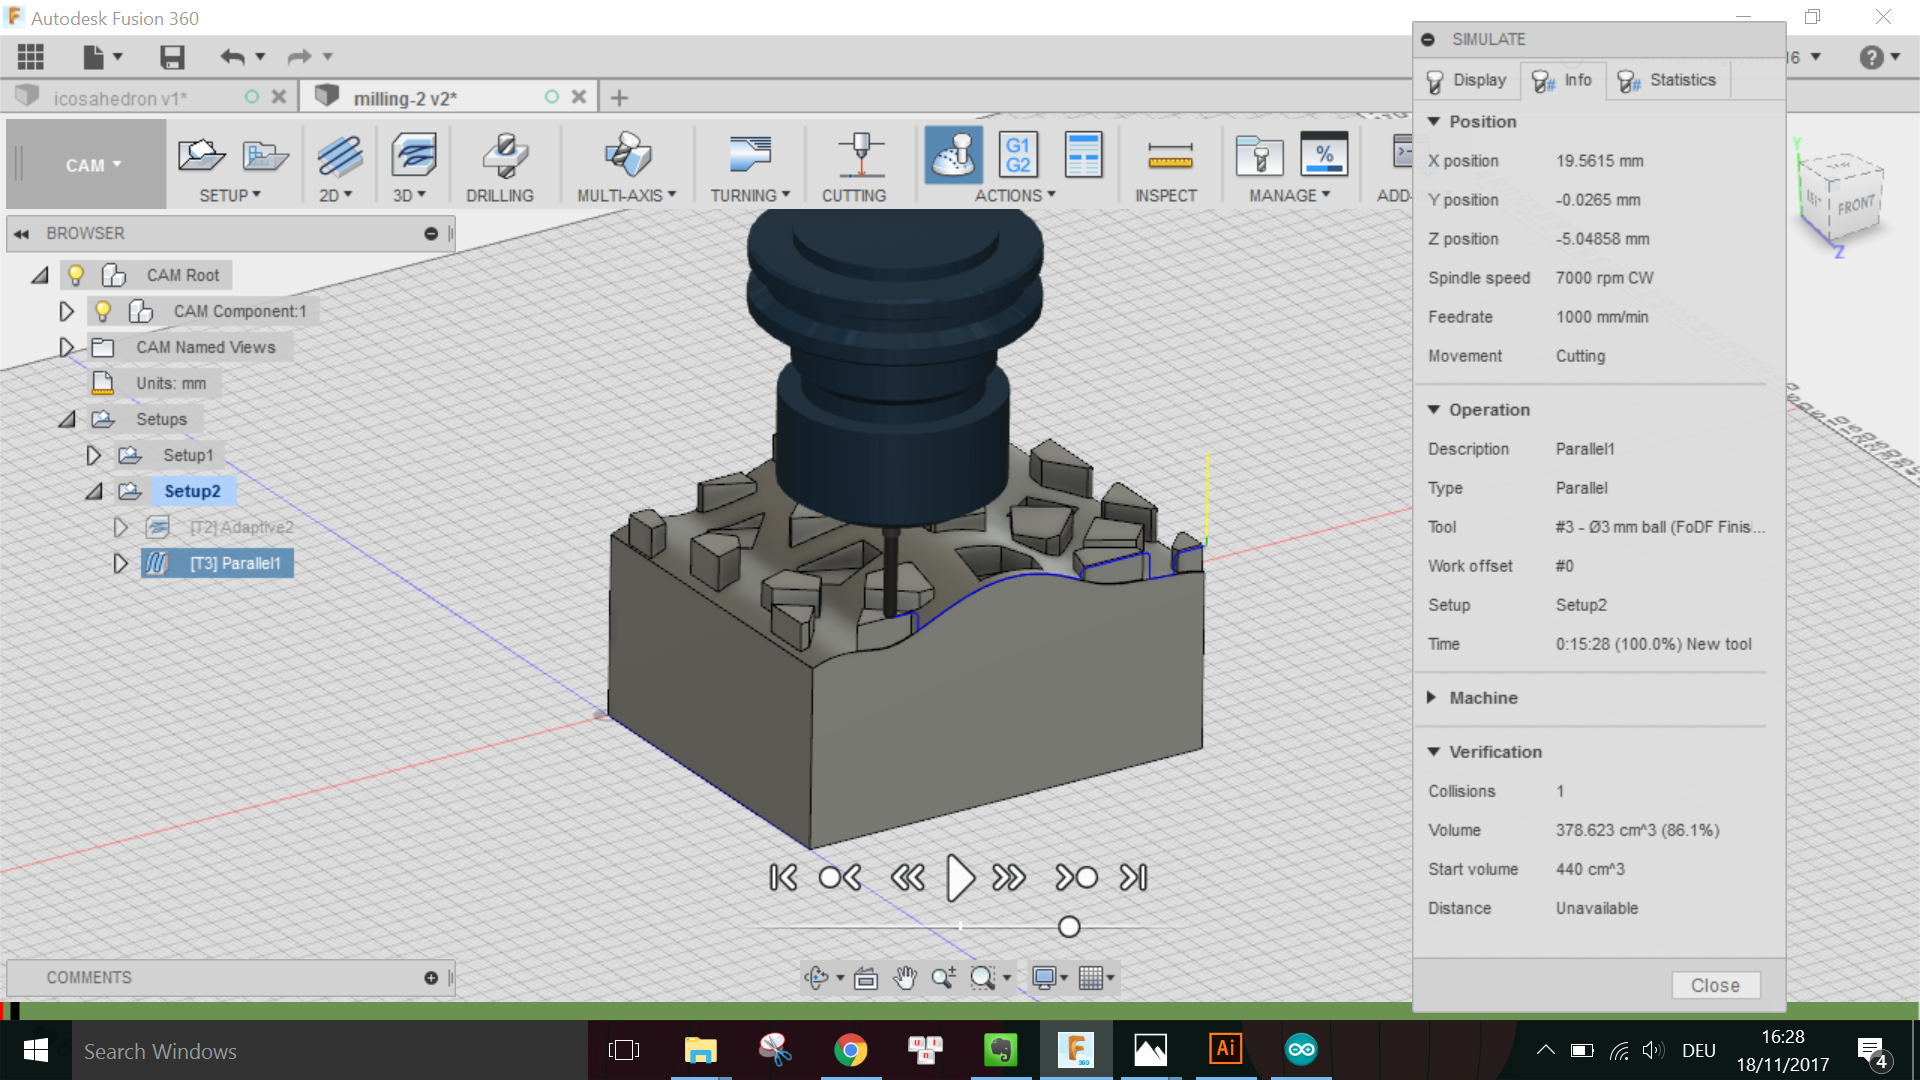 Autodesk Fusion 360
icosahedron v1*
milling-2 v2*
CAM
SETUP
2D
3D
DRILLING
MULTI-AXIS
TURNING
CUTTING
G1
G2
ACTIONS
INSPECT
%
MANAGE
BROWSER
CAM Root
CAM Component:1
CAM Named Views
Units: mm
Setups
Setup1
Setup2
[T2] Adaptive2
[T3] Parallel1
Y
FRONT
Z
SIMULATE
Display
Info
Statistics
Position
X position 19.5615 mm
Y position -0.0265 mm
Z position -5.04858 mm
Spindle speed 7000 rpm CW
Feedrate 1000 mm/min
Movement Cutting
Operation
Description Parallel1
Type Parallel
Tool #3 - Ø3 mm ball (FoDF Finis...
Work offset #0
Setup Setup2
Time 0:15:28 (100.0%) New tool
Machine
Verification
Collisions 1
Volume 378.623 cm^3 (86.1%)
Start volume 440 cm^3
Distance Unavailable
Close
COMMENTS
Search Windows
Ai
DEU
16:28
18/11/2017
4